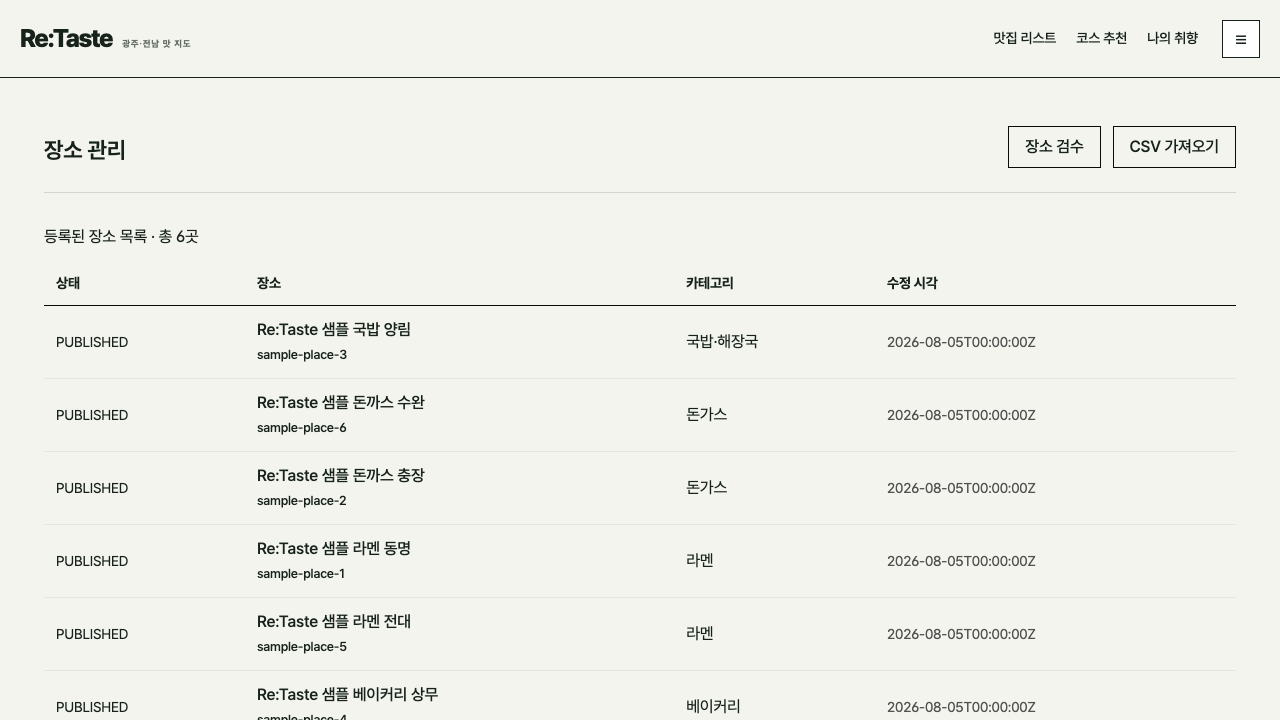 Re:Taste 광주·전남 맛 지도
맛집 리스트 코스 추천 나의 취향
장소 관리
장소 검수 CSV 가져오기
등록된 장소 목록 · 총 6곳
상태 장소 카테고리 수정 시각
PUBLISHED Re:Taste 샘플 국밥 양림 국밥·해장국 2026-08-05T00:00:00Z
sample-place-3
PUBLISHED Re:Taste 샘플 돈까스 수완 돈가스 2026-08-05T00:00:00Z
sample-place-6
PUBLISHED Re:Taste 샘플 돈까스 충장 돈가스 2026-08-05T00:00:00Z
sample-place-2
PUBLISHED Re:Taste 샘플 라멘 동명 라멘 2026-08-05T00:00:00Z
sample-place-1
PUBLISHED Re:Taste 샘플 라멘 전대 라멘 2026-08-05T00:00:00Z
sample-place-5
PUBLISHED Re:Taste 샘플 베이커리 상무 베이커리 2026-08-05T00:00:00Z
sample-place-4